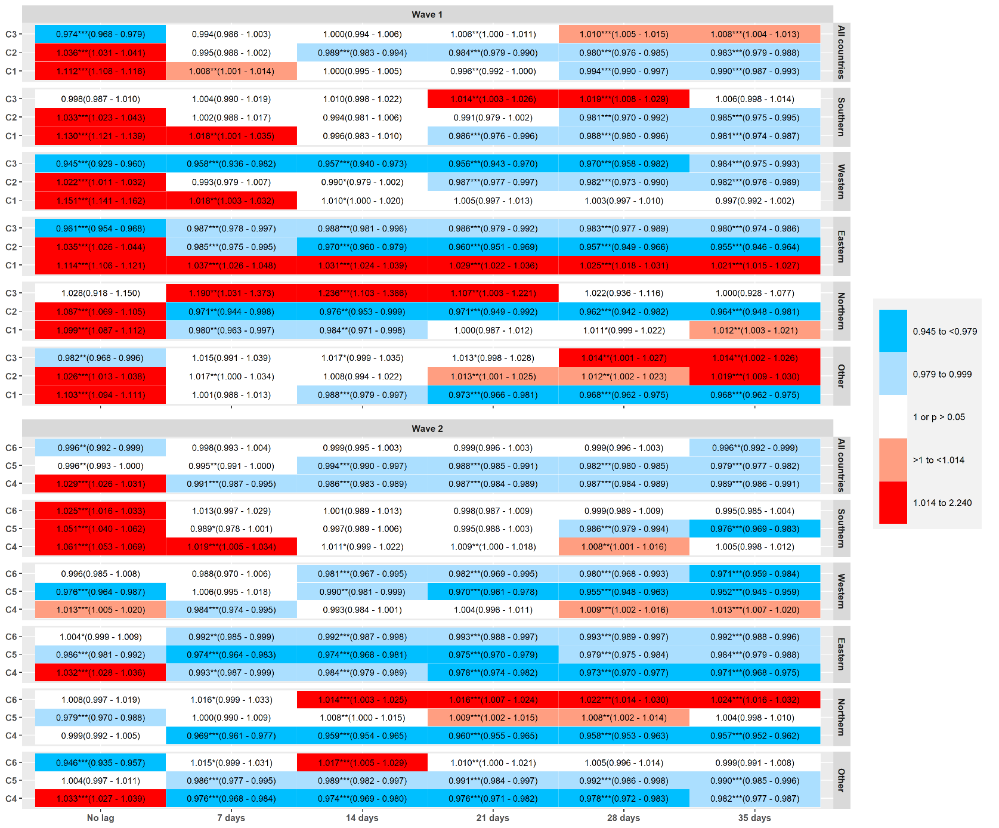 Wave 1
C3 0.974***(0.968 - 0.979) 0.994(0.986 - 1.003) 1.000(0.994 - 1.006) 1.006**(1.000 - 1.011) 1.010***(1.005 - 1.015) 1.008***(1.004 - 1.013)
C2 1.036***(1.031 - 1.041) 0.995(0.988 - 1.002) 0.989***(0.983 - 0.994) 0.984***(0.979 - 0.990) 0.980***(0.976 - 0.985) 0.983***(0.979 - 0.988)
C1 1.112***(1.108 - 1.116) 1.008**(1.001 - 1.014) 1.000(0.995 - 1.005) 0.996**(0.992 - 1.000) 0.994***(0.990 - 0.997) 0.990***(0.987 - 0.993)
All countries
C3 0.998(0.987 - 1.010) 1.004(0.990 - 1.019) 1.010(0.998 - 1.022) 1.014**(1.003 - 1.026) 1.019***(1.008 - 1.029) 1.006(0.998 - 1.014)
C2 1.033***(1.023 - 1.043) 1.002(0.988 - 1.017) 0.994(0.981 - 1.006) 0.991(0.979 - 1.002) 0.981***(0.970 - 0.992) 0.985***(0.975 - 0.995)
C1 1.130***(1.121 - 1.139) 1.018**(1.001 - 1.035) 0.996(0.983 - 1.010) 0.986***(0.976 - 0.996) 0.988***(0.980 - 0.996) 0.981***(0.974 - 0.987)
Southern
C3 0.945***(0.929 - 0.960) 0.958***(0.936 - 0.982) 0.957***(0.940 - 0.973) 0.956***(0.943 - 0.970) 0.970***(0.958 - 0.982) 0.984***(0.975 - 0.993)
C2 1.022***(1.011 - 1.032) 0.993(0.979 - 1.007) 0.990*(0.979 - 1.002) 0.987***(0.977 - 0.997) 0.982***(0.973 - 0.990) 0.982***(0.976 - 0.989)
C1 1.151***(1.141 - 1.162) 1.018**(1.003 - 1.032) 1.010*(1.000 - 1.020) 1.005(0.997 - 1.013) 1.003(0.997 - 1.010) 0.997(0.992 - 1.002)
Western
C3 0.961***(0.954 - 0.968) 0.987***(0.978 - 0.997) 0.988***(0.981 - 0.996) 0.986***(0.979 - 0.992) 0.983***(0.977 - 0.989) 0.980***(0.974 - 0.986)
C2 1.035***(1.026 - 1.044) 0.985***(0.975 - 0.995) 0.970***(0.960 - 0.979) 0.960***(0.951 - 0.969) 0.957***(0.949 - 0.966) 0.955***(0.946 - 0.964)
C1 1.114***(1.106 - 1.121) 1.037***(1.026 - 1.048) 1.031***(1.024 - 1.039) 1.029***(1.022 - 1.036) 1.025***(1.018 - 1.031) 1.021***(1.015 - 1.027)
Eastern
C3 1.028(0.918 - 1.150) 1.190**(1.031 - 1.373) 1.236***(1.103 - 1.386) 1.107**(1.003 - 1.221) 1.022(0.936 - 1.116) 1.000(0.928 - 1.077)
C2 1.087***(1.069 - 1.105) 0.971**(0.944 - 0.998) 0.976**(0.953 - 0.999) 0.971***(0.949 - 0.992) 0.962***(0.942 - 0.982) 0.964***(0.948 - 0.981)
C1 1.099***(1.087 - 1.112) 0.980**(0.963 - 0.997) 0.984**(0.971 - 0.998) 1.000(0.987 - 1.012) 1.011*(0.999 - 1.022) 1.012**(1.003 - 1.021)
Northern
C3 0.982**(0.968 - 0.996) 1.015(0.991 - 1.039) 1.017*(0.999 - 1.035) 1.013*(0.998 - 1.028) 1.014**(1.001 - 1.027) 1.014**(1.002 - 1.026)
C2 1.026***(1.013 - 1.038) 1.017**(1.000 - 1.034) 1.008(0.994 - 1.022) 1.013**(1.001 - 1.025) 1.012**(1.002 - 1.023) 1.019***(1.009 - 1.030)
C1 1.103***(1.094 - 1.111) 1.001(0.988 - 1.013) 0.988***(0.979 - 0.997) 0.973***(0.966 - 0.981) 0.968***(0.962 - 0.975) 0.968***(0.962 - 0.975)
Other
Wave 2
C6 0.996**(0.992 - 0.999) 0.998(0.993 - 1.004) 0.999(0.995 - 1.003) 0.999(0.996 - 1.003) 0.999(0.996 - 1.003) 0.996**(0.992 - 0.999)
C5 0.996**(0.993 - 1.000) 0.995**(0.991 - 1.000) 0.994***(0.990 - 0.997) 0.988***(0.985 - 0.991) 0.982***(0.980 - 0.985) 0.979***(0.977 - 0.982)
C4 1.029***(1.026 - 1.031) 0.991***(0.987 - 0.995) 0.986***(0.983 - 0.989) 0.987***(0.984 - 0.989) 0.987***(0.984 - 0.989) 0.989***(0.986 - 0.991)
All countries
C6 1.025***(1.016 - 1.033) 1.013(0.997 - 1.029) 1.001(0.989 - 1.013) 0.998(0.987 - 1.009) 0.999(0.989 - 1.009) 0.995(0.985 - 1.004)
C5 1.051***(1.040 - 1.062) 0.989*(0.978 - 1.001) 0.997(0.989 - 1.006) 0.995(0.988 - 1.003) 0.986***(0.979 - 0.994) 0.976***(0.969 - 0.983)
C4 1.061***(1.053 - 1.069) 1.019***(1.005 - 1.034) 1.011*(0.999 - 1.022) 1.009**(1.000 - 1.018) 1.008**(1.001 - 1.016) 1.005(0.998 - 1.012)
Southern
C6 0.996(0.985 - 1.008) 0.988(0.970 - 1.006) 0.981***(0.967 - 0.995) 0.982***(0.969 - 0.995) 0.980***(0.968 - 0.993) 0.971***(0.959 - 0.984)
C5 0.976***(0.964 - 0.987) 1.006(0.995 - 1.018) 0.990**(0.981 - 0.999) 0.970***(0.961 - 0.978) 0.955***(0.948 - 0.963) 0.952***(0.945 - 0.959)
C4 1.013***(1.005 - 1.020) 0.984***(0.974 - 0.995) 0.993(0.984 - 1.001) 1.004(0.996 - 1.011) 1.009***(1.002 - 1.016) 1.013***(1.007 - 1.020)
Western
C6 1.004*(0.999 - 1.009) 0.992**(0.985 - 0.999) 0.992***(0.987 - 0.998) 0.993***(0.988 - 0.997) 0.993***(0.989 - 0.997) 0.992***(0.988 - 0.996)
C5 0.986***(0.981 - 0.992) 0.974***(0.964 - 0.983) 0.974***(0.968 - 0.981) 0.975***(0.970 - 0.979) 0.979***(0.975 - 0.984) 0.984***(0.979 - 0.988)
C4 1.032***(1.028 - 1.036) 0.993**(0.987 - 0.999) 0.984***(0.979 - 0.989) 0.978***(0.974 - 0.982) 0.973***(0.970 - 0.977) 0.971***(0.968 - 0.975)
Eastern
C6 1.008(0.997 - 1.019) 1.016*(0.999 - 1.033) 1.014***(1.003 - 1.025) 1.016***(1.007 - 1.024) 1.022***(1.014 - 1.030) 1.024***(1.016 - 1.032)
C5 0.979***(0.970 - 0.988) 1.000(0.990 - 1.009) 1.008**(1.000 - 1.015) 1.009***(1.002 - 1.015) 1.008**(1.002 - 1.014) 1.004(0.998 - 1.010)
C4 0.999(0.992 - 1.005) 0.969***(0.961 - 0.977) 0.959***(0.954 - 0.965) 0.960***(0.955 - 0.965) 0.958***(0.953 - 0.963) 0.957***(0.952 - 0.962)
Northern
C6 0.946***(0.935 - 0.957) 1.015*(0.999 - 1.031) 1.017***(1.005 - 1.029) 1.010**(1.000 - 1.021) 1.005(0.996 - 1.014) 0.999(0.991 - 1.008)
C5 1.004(0.997 - 1.011) 0.986***(0.977 - 0.995) 0.989***(0.982 - 0.997) 0.991***(0.984 - 0.997) 0.992***(0.986 - 0.998) 0.990***(0.985 - 0.996)
C4 1.033***(1.027 - 1.039) 0.976***(0.968 - 0.984) 0.974***(0.969 - 0.980) 0.976***(0.971 - 0.982) 0.978***(0.972 - 0.983) 0.982***(0.977 - 0.987)
Other
No lag 7 days 14 days 21 days 28 days 35 days
0.945 to <0.979
0.979 to 0.999
1 or p > 0.05
>1 to <1.014
1.014 to 2.240